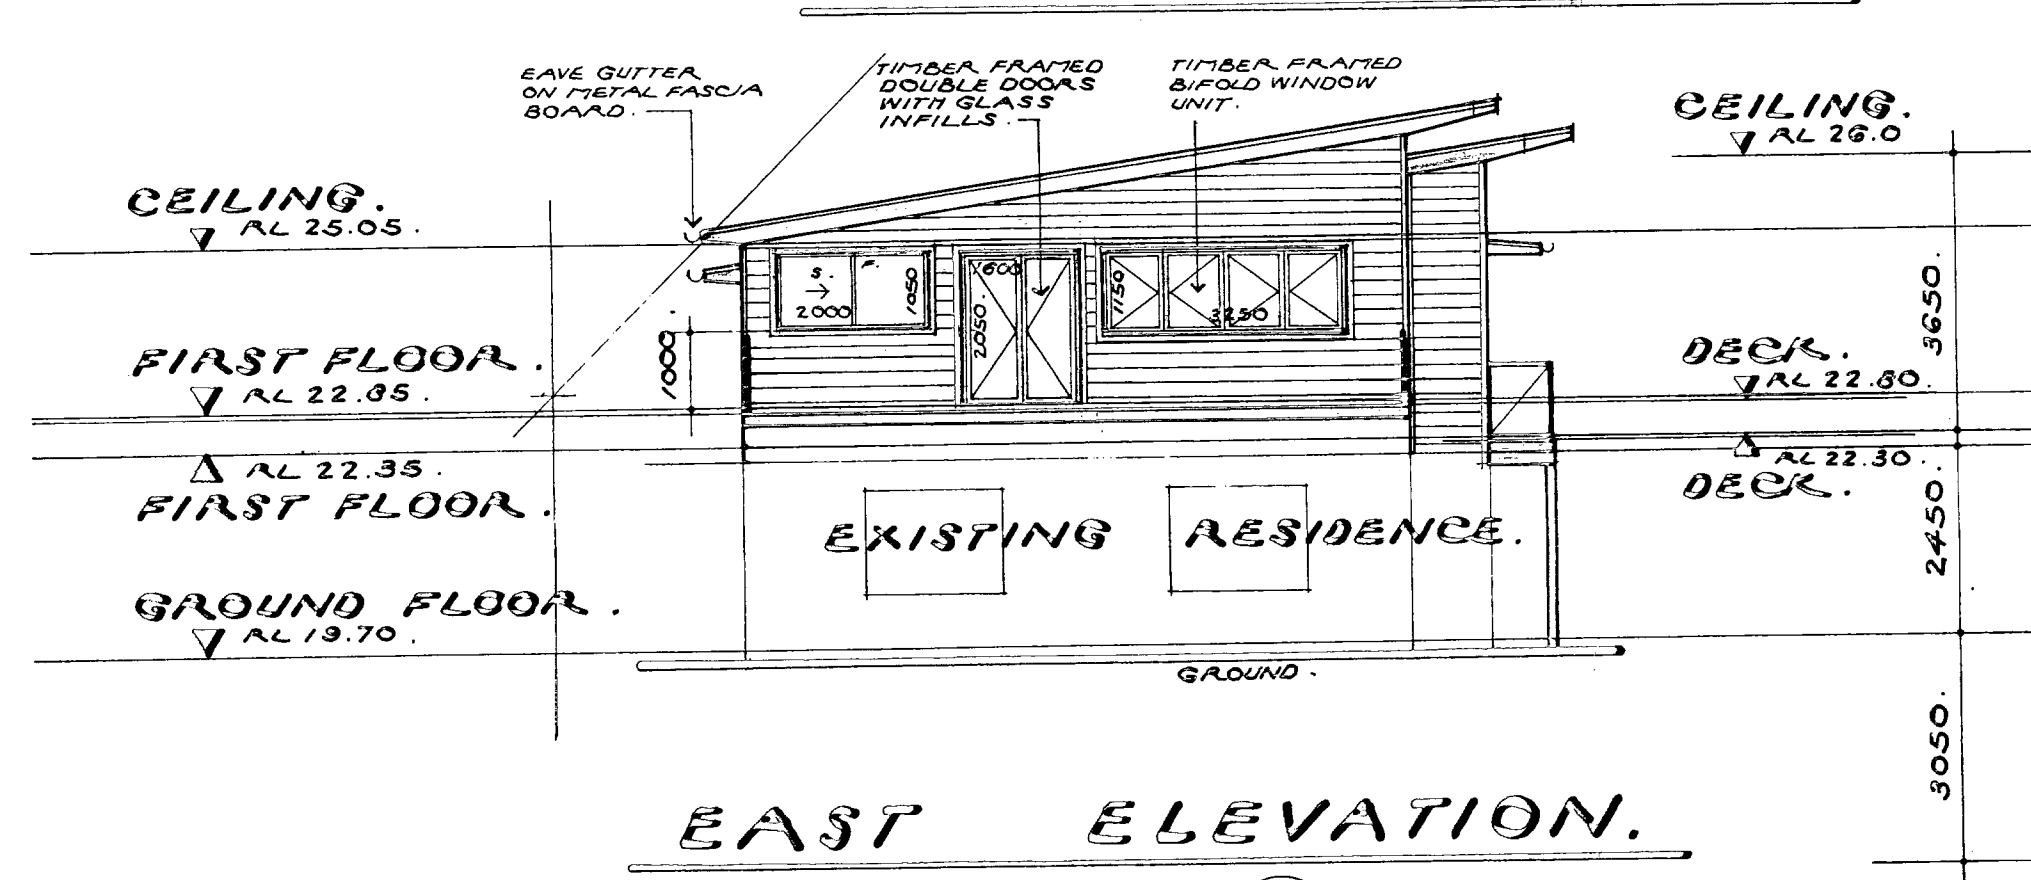 EAVE GUTTER
ON METAL FASCIA
BOARD.
TIMBER FRAMED
DOUBLE DOORS
WITH GLASS
INFILLS.
TIMBER FRAMED
BIFOLD WINDOW
UNIT.
CEILING.
RL 26.0
CEILING.
RL 25.05.
S.
F.
2000
1050
1600
2050.
1150
3250
3650.
FIRST FLOOR.
RL 22.85.
1000.
DECK.
RL 22.80.
RL 22.35.
FIRST FLOOR.
RL 22.30.
DECK.
2450.
EXISTING RESIDENCE.
GROUND FLOOR.
RL 19.70.
GROUND.
3050.
EAST ELEVATION.